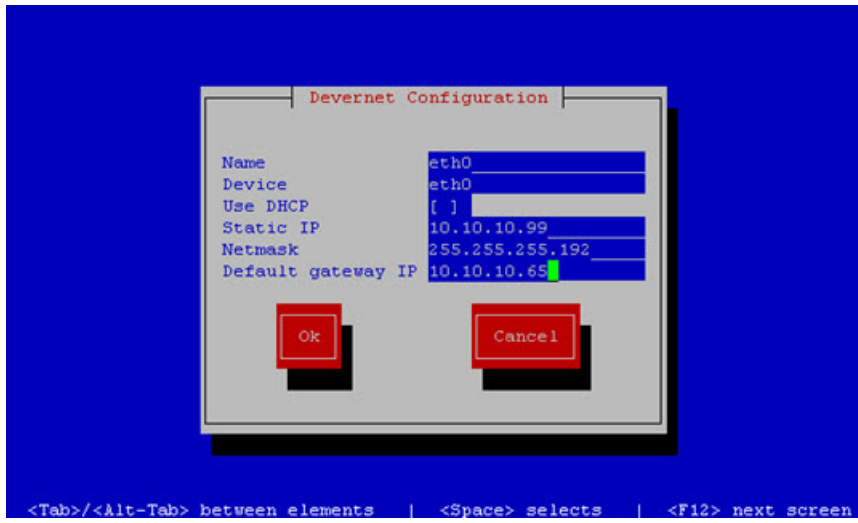 Devernet Configuration
Name eth0
Device eth0
Use DHCP [ ]
Static IP 10.10.10.99
Netmask 255.255.255.192
Default gateway IP 10.10.10.65
Ok Cancel
<Tab>/<Alt-Tab> between elements | <Space> selects | <F12> next screen